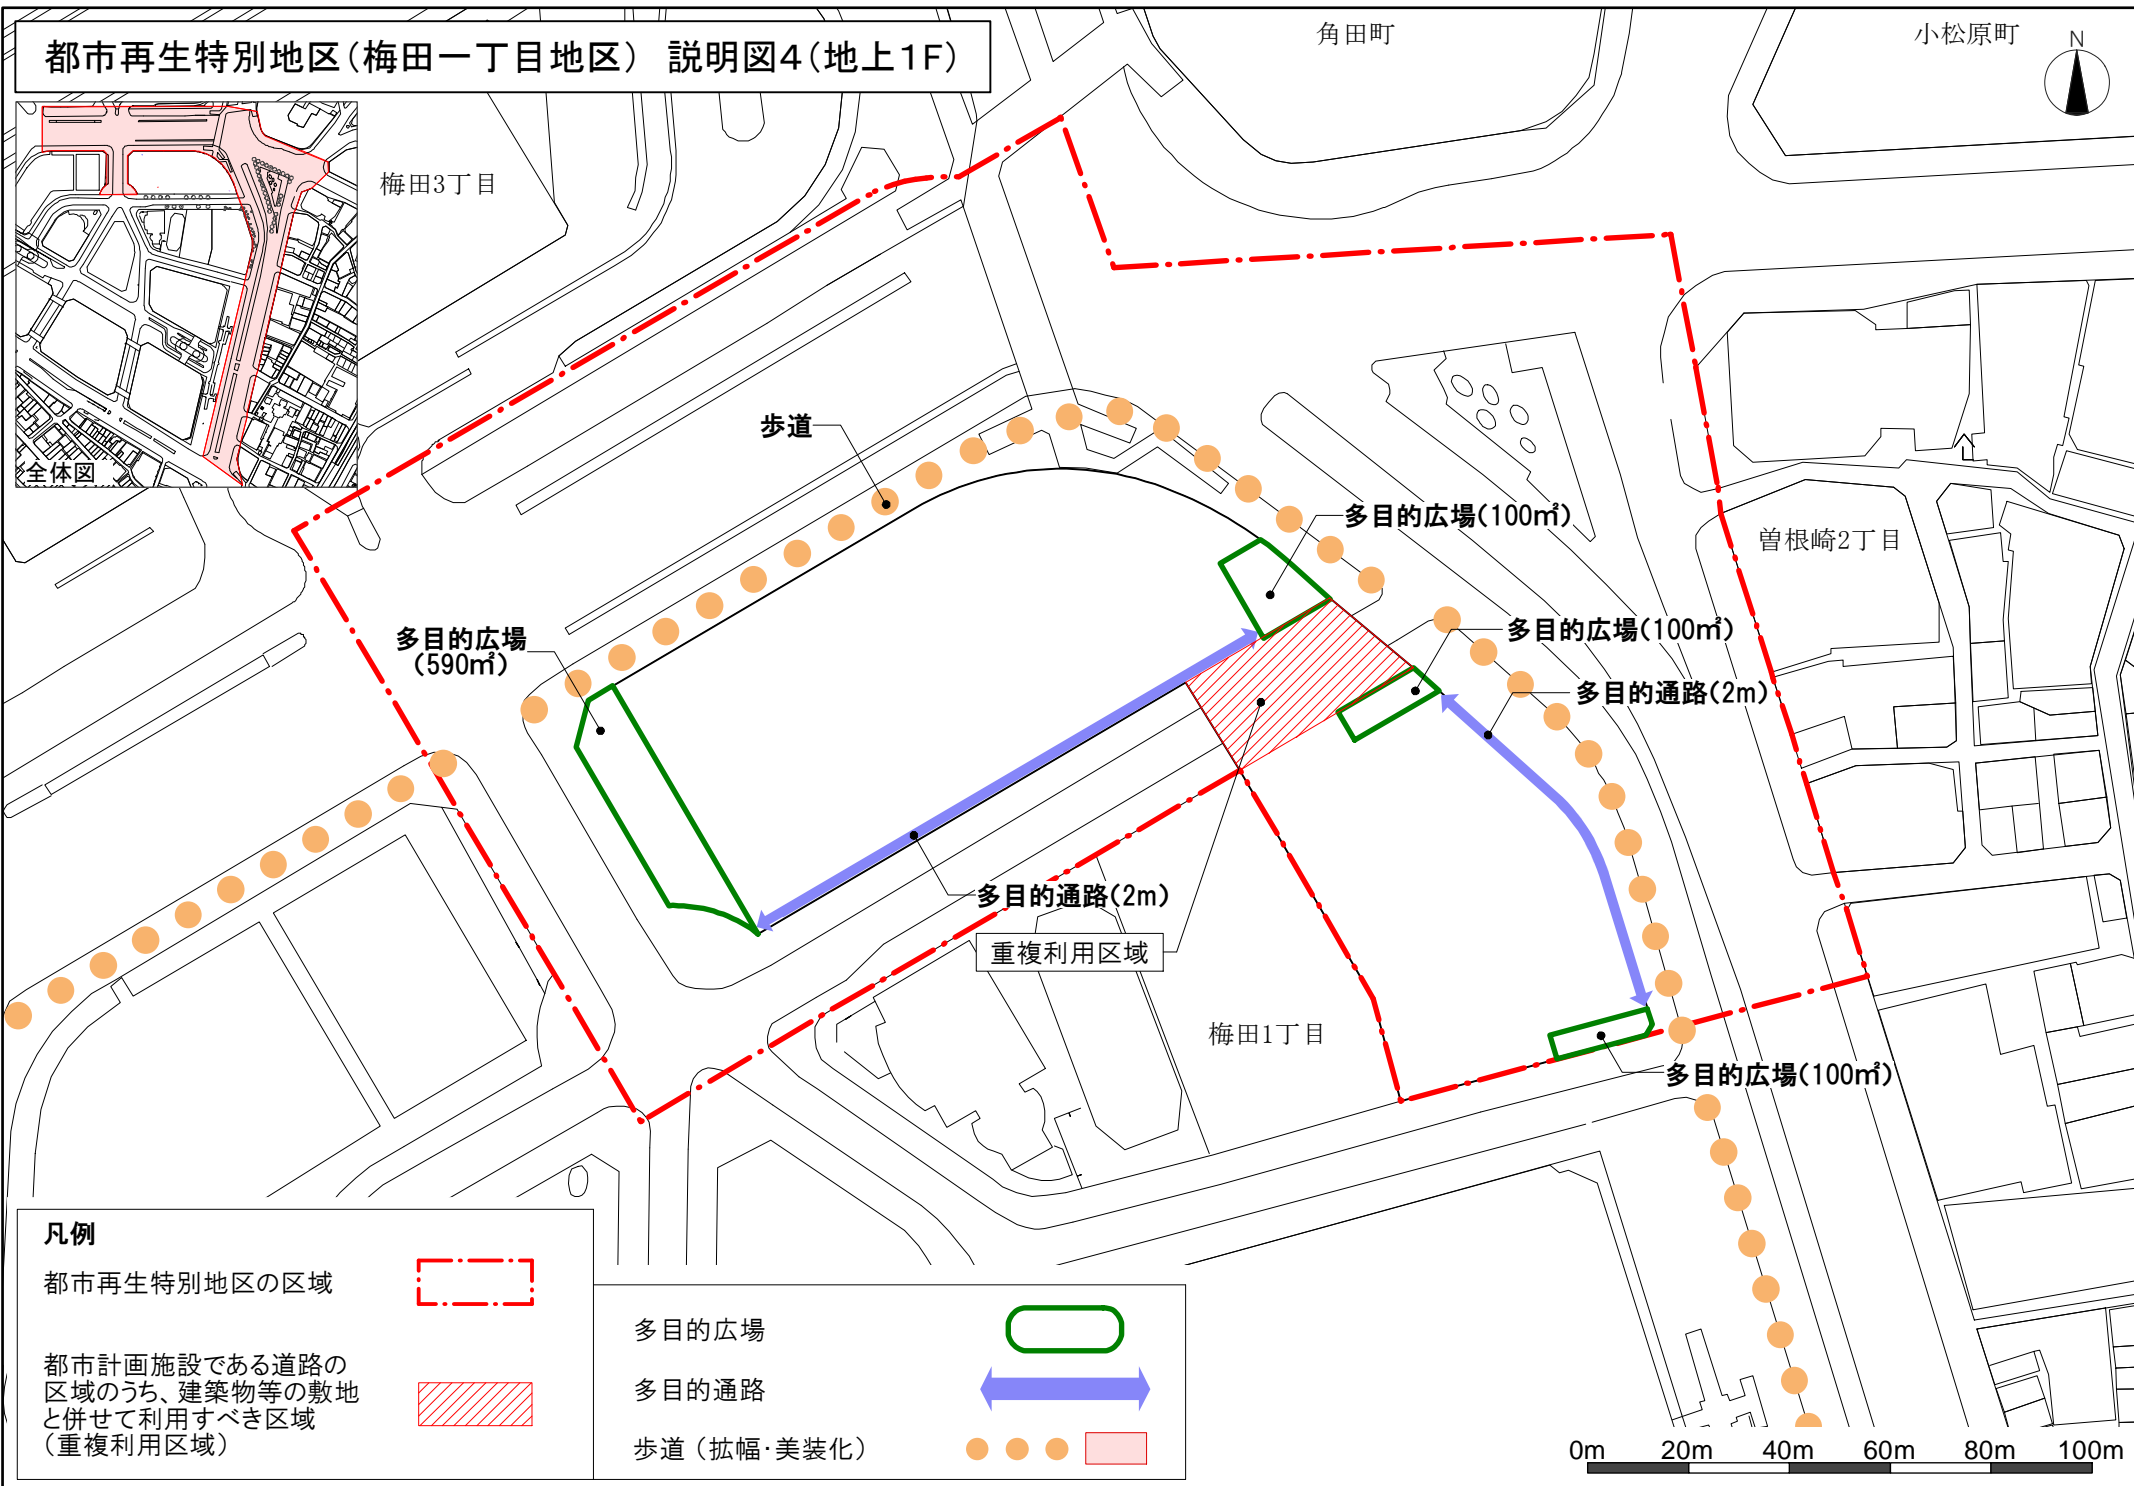 都市再生特別地区(梅田一丁目地区) 説明図4(地上1F)
角田町
小松原町
N
梅田3丁目
全体図
歩道
多目的広場(100㎡)
曽根崎2丁目
多目的広場
(590㎡)
多目的広場(100㎡)
多目的通路(2m)
多目的通路(2m)
重複利用区域
梅田1丁目
多目的広場(100㎡)
凡例
都市再生特別地区の区域
都市計画施設である道路の
区域のうち、建築物等の敷地
と併せて利用すべき区域
(重複利用区域)
多目的広場
多目的通路
歩道(拡幅・美装化)
0m 20m 40m 60m 80m 100m